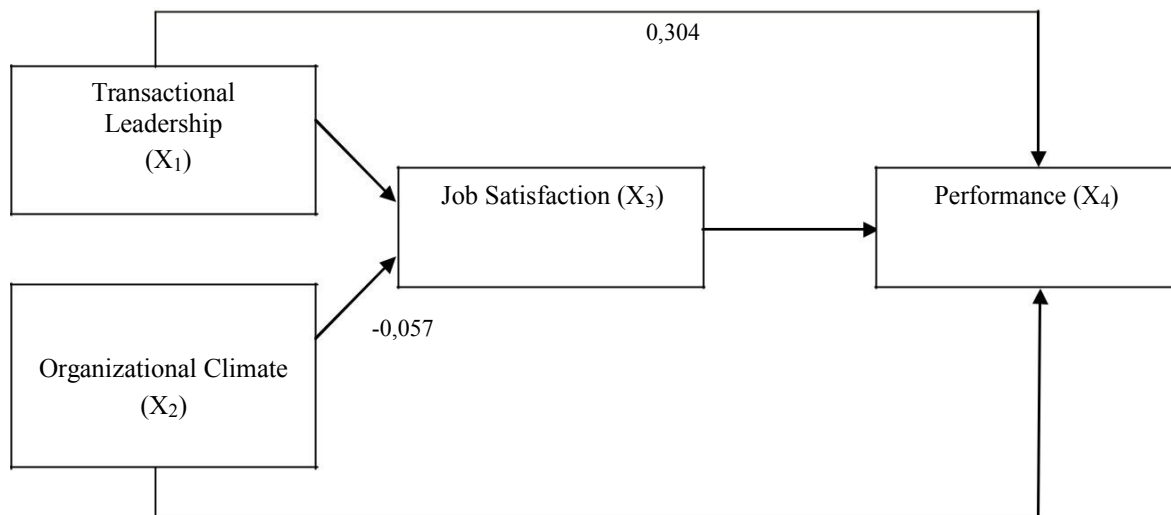 0,304
Transactional
Leadership
(X₁)
Job Satisfaction (X₃)
Performance (X₄)
-0,057
Organizational Climate
(X₂)